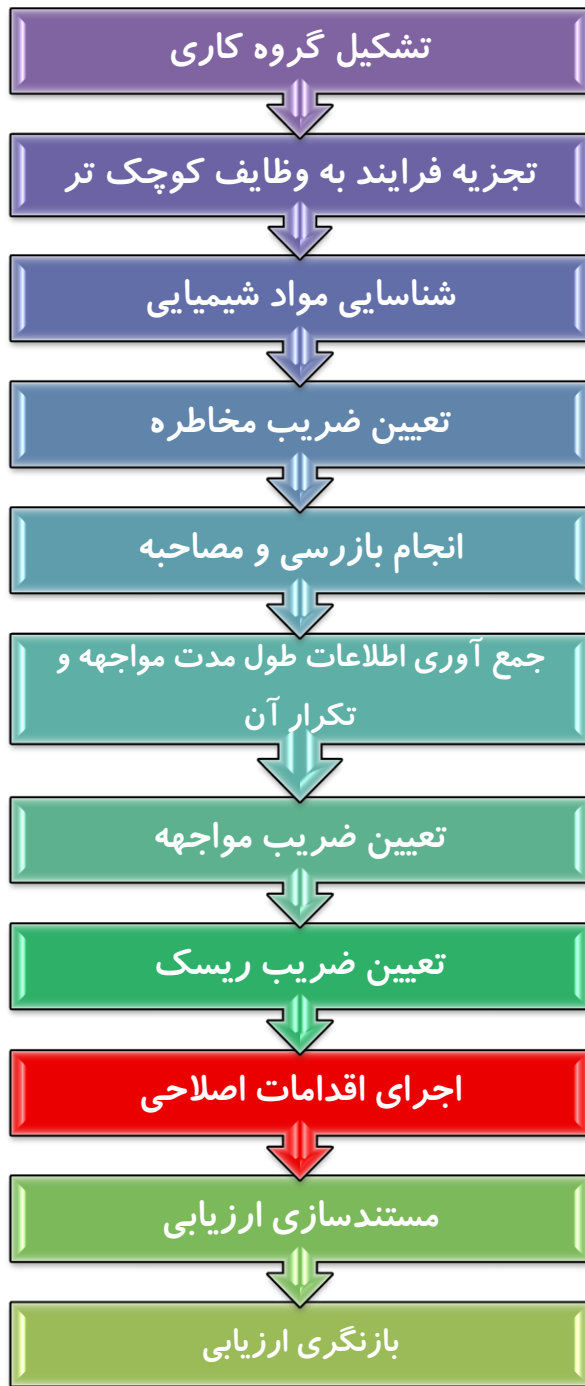 تشکیل گروه کاری
تجزیه فرایند به وظایف کوچک تر
شناسایی مواد شیمیایی
تعیین ضریب مخاطره
انجام بازرسی و مصاحبه
جمع آوری اطلاعات طول مدت مواجهه و
تکرار آن
تعیین ضریب مواجهه
تعیین ضریب ریسک
اجرای اقدامات اصلاحی
مستندسازی ارزیابی
بازنگری ارزیابی